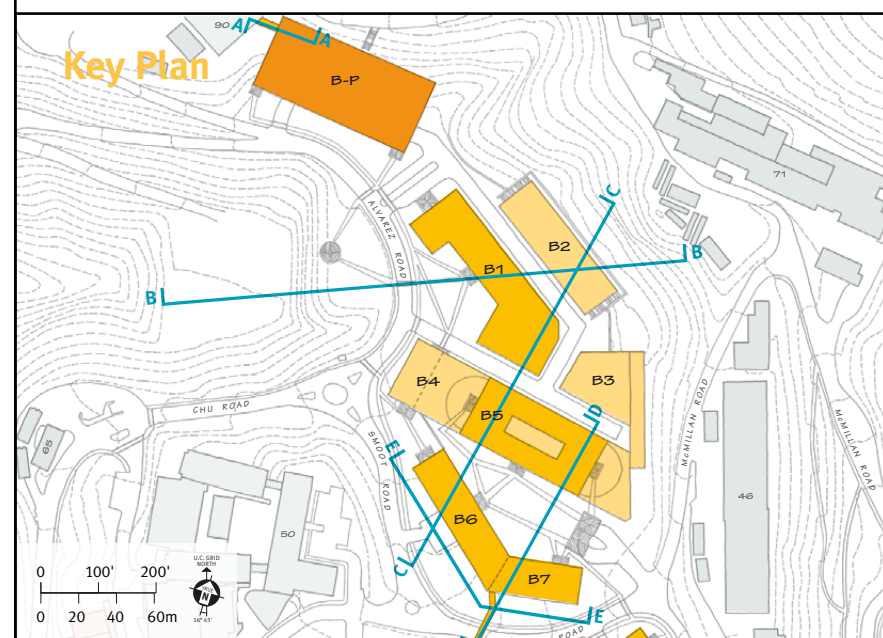 90
A
A
Key Plan
B-P
71
ALVAREZ ROAD
C
B2
B1
B
B
B4
B3
CHU ROAD
McMILLAN ROAD
McMILLAN ROAD
B5
D
SMOOT ROAD
E
65
46
50
B6
C
B7
E
ROAD
0 100' 200'
0 20 40 60m
U.C. GRID
NORTH
N
16° 43'